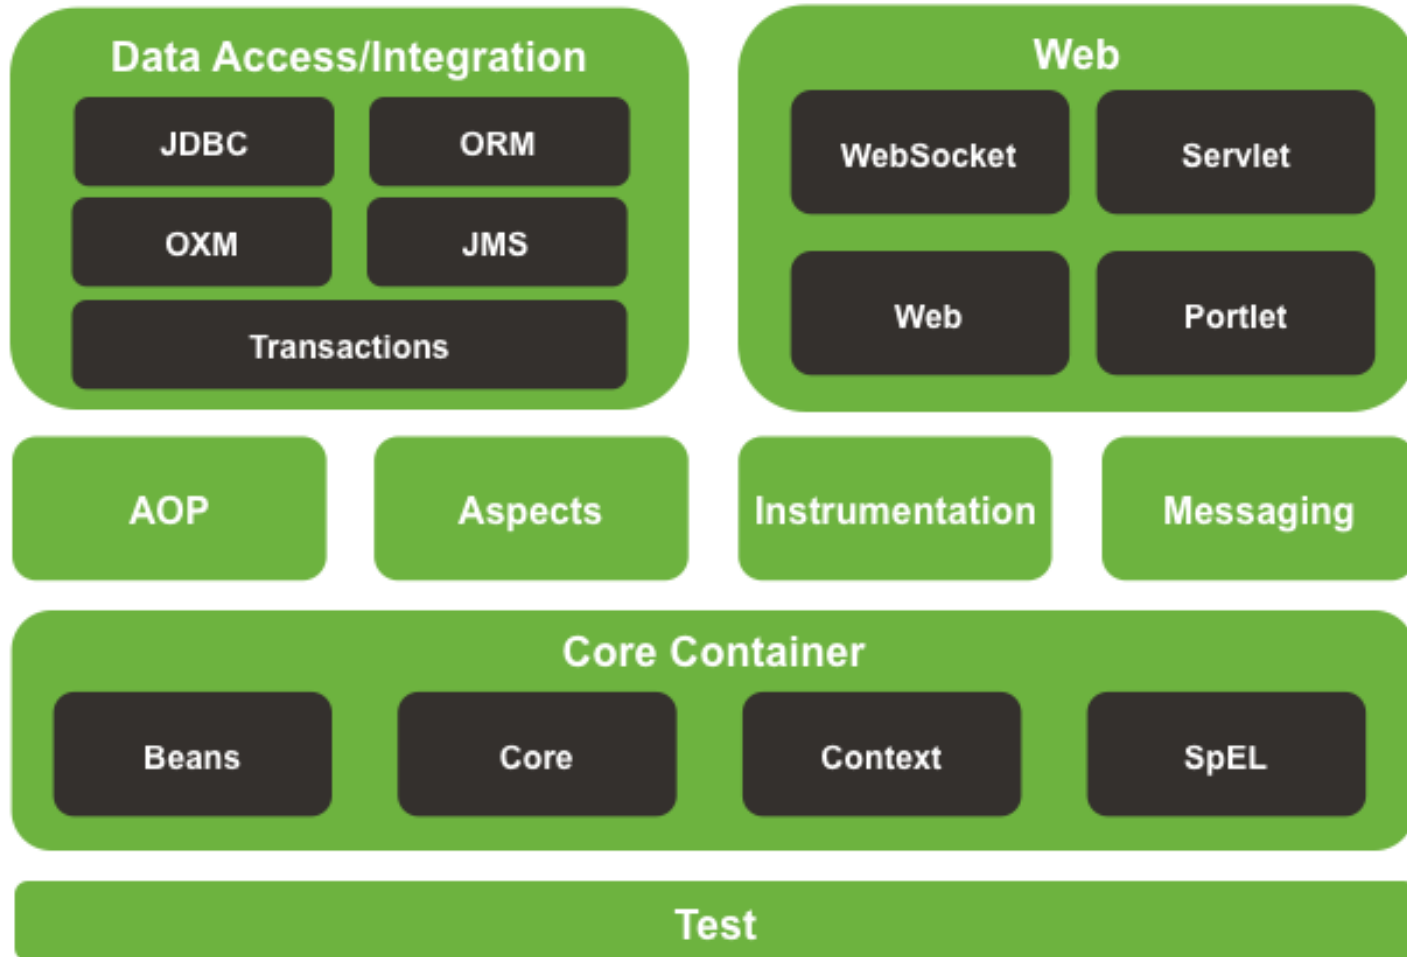 Data Access/Integration
JDBC
ORM
OXM
JMS
Transactions
Web
WebSocket
Servlet
Web
Portlet
AOP
Aspects
Instrumentation
Messaging
Core Container
Beans
Core
Context
SpEL
Test